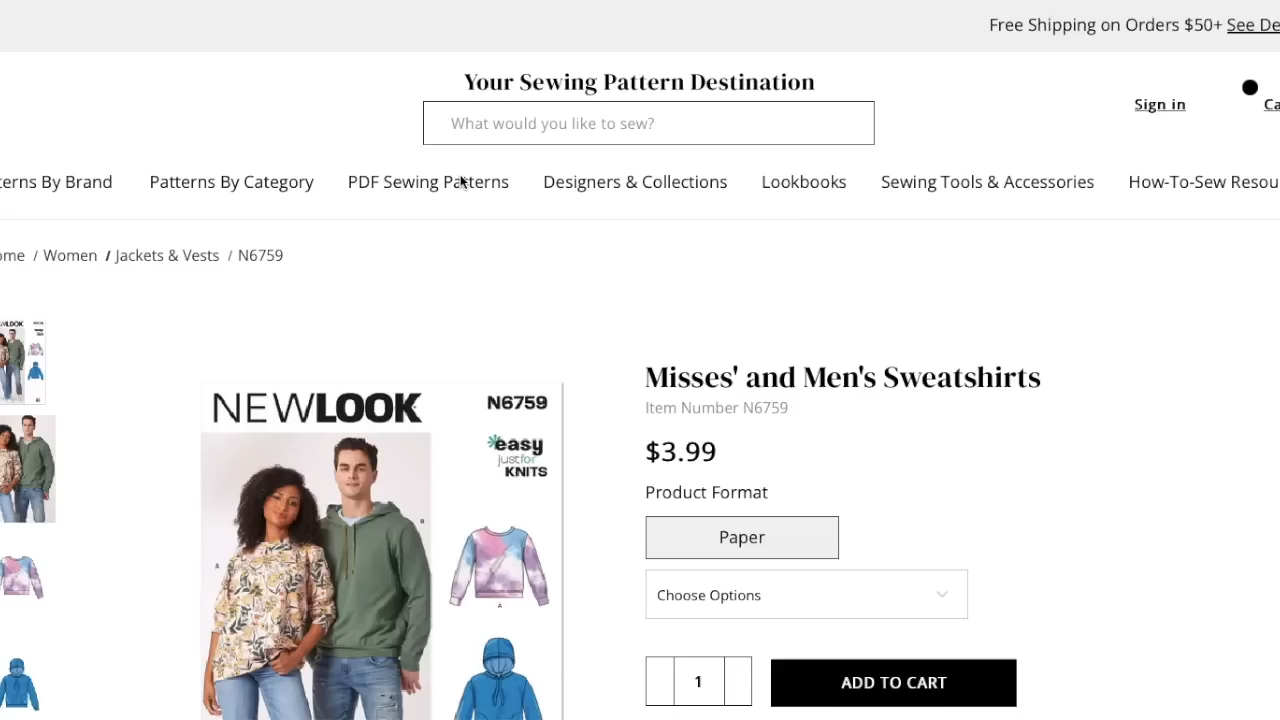 Free Shipping on Orders $50+ See De
Your Sewing Pattern Destination
What would you like to sew?
Sign in
Ca
terns By Brand
Patterns By Category
PDF Sewing Patterns
Designers & Collections
Lookbooks
Sewing Tools & Accessories
How-To-Sew Resou
ome / Women / Jackets & Vests / N6759
NEWLOOK
N6759
easy
just for
KNITS
A
B
A
Misses' and Men's Sweatshirts
Item Number N6759
$3.99
Product Format
Paper
Choose Options
1
ADD TO CART